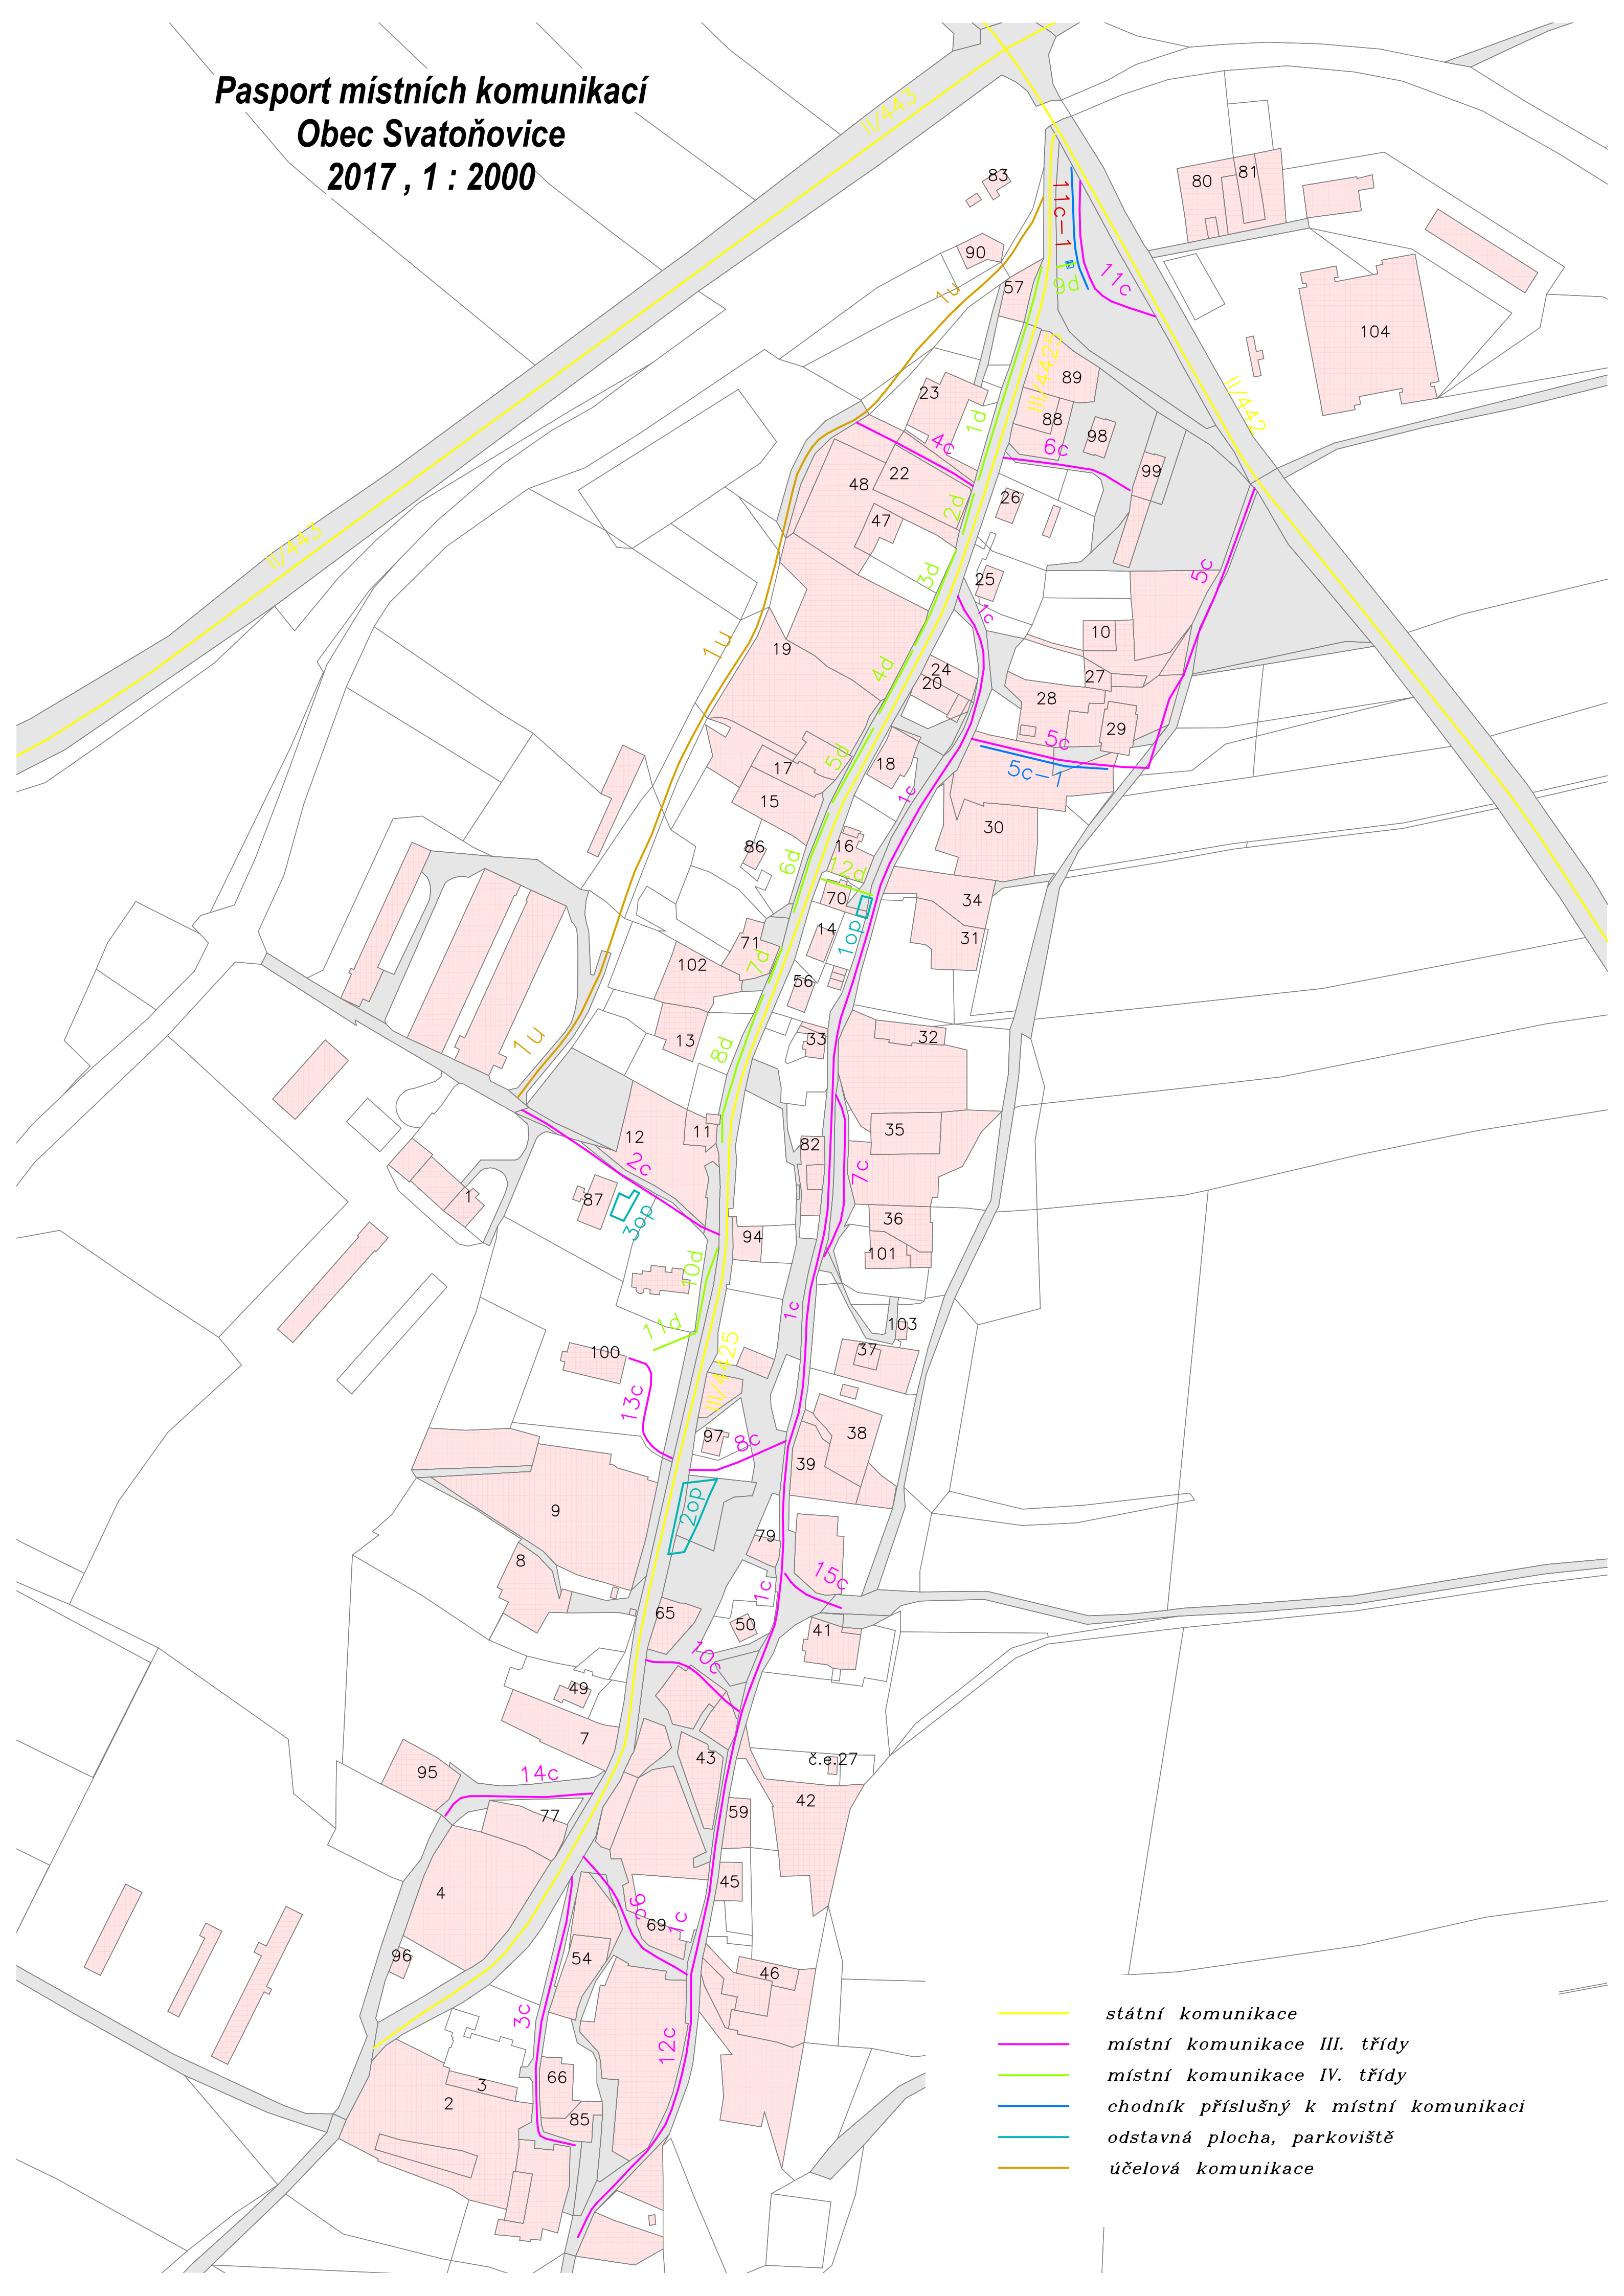 Pasport místních komunikací
Obec Svatoňovice
2017 , 1 : 2000
II/443
83
80
81
11c-1
90
57
9d
11c
1u
104
III/4425
89
II/442
23
1d
88
98
4c
6c
99
22
48
26
2d
47
II/443
3d
25
5c
1c
10
1u
19
4d
24
20
27
28
29
5c
5d
18
17
5c-1
15
1c
30
16
86
6d
12d
70
34
14
1op
31
71
102
7d
56
13
33
32
1u
8d
12
11
35
82
2c
7c
1
87
3op
36
94
101
10d
1c
103
11d
100
37
III/4425
13c
97
8c
38
39
9
2op
79
8
15c
1c
65
50
41
10c
49
7
43
č.e.27
95
14c
42
77
59
45
4
9c
69
1c
96
54
46
3c
12c
66
3
2
85
státní komunikace
místní komunikace III. třídy
místní komunikace IV. třídy
chodník příslušný k místní komunikaci
odstavná plocha, parkoviště
účelová komunikace